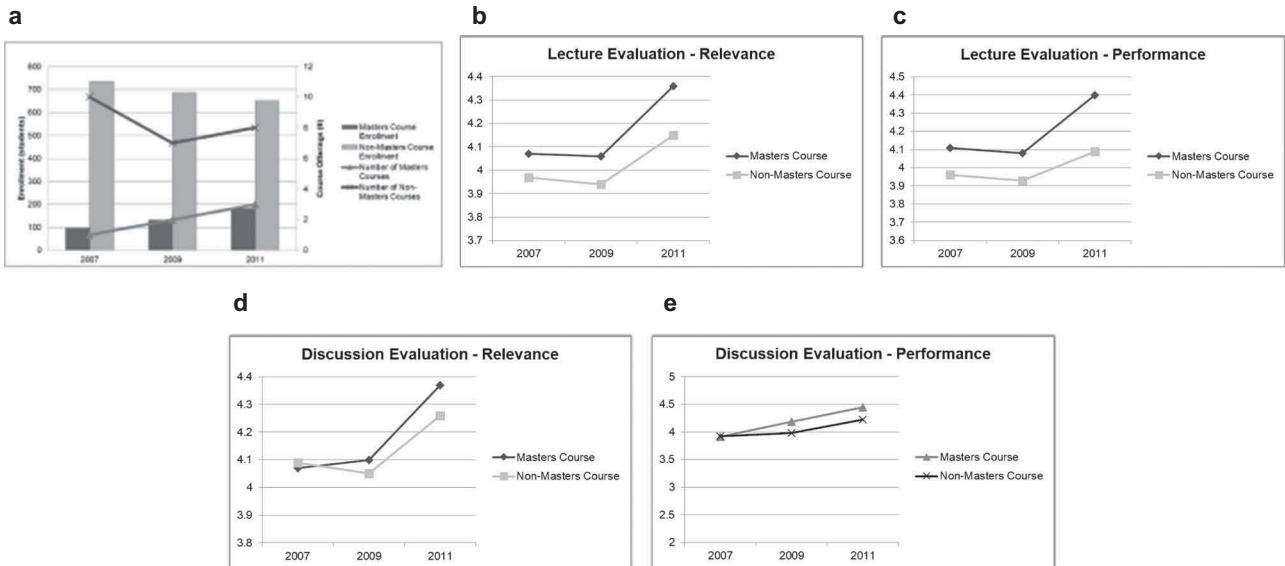 a
800
700
600
500
400
300
200
100
0
Enrollment (students)
12
10
8
6
4
2
0
Course Offerings (#)
2007 2009 2011
Masters Course
Enrollment
Non-Masters Course
Enrollment
Number of Masters
Courses
Number of Non-
Masters Courses
b
Lecture Evaluation - Relevance
4.4
4.3
4.2
4.1
4
3.9
3.8
3.7
2007 2009 2011
Masters Course
Non-Masters Course
c
Lecture Evaluation - Performance
4.5
4.4
4.3
4.2
4.1
4
3.9
3.8
3.7
3.6
2007 2009 2011
Masters Course
Non-Masters Course
d
Discussion Evaluation - Relevance
4.4
4.3
4.2
4.1
4
3.9
3.8
2007 2009 2011
Masters Course
Non-Masters Course
e
Discussion Evaluation - Performance
5
4.5
4
3.5
3
2.5
2
2007 2009 2011
Masters Course
Non-Masters Course